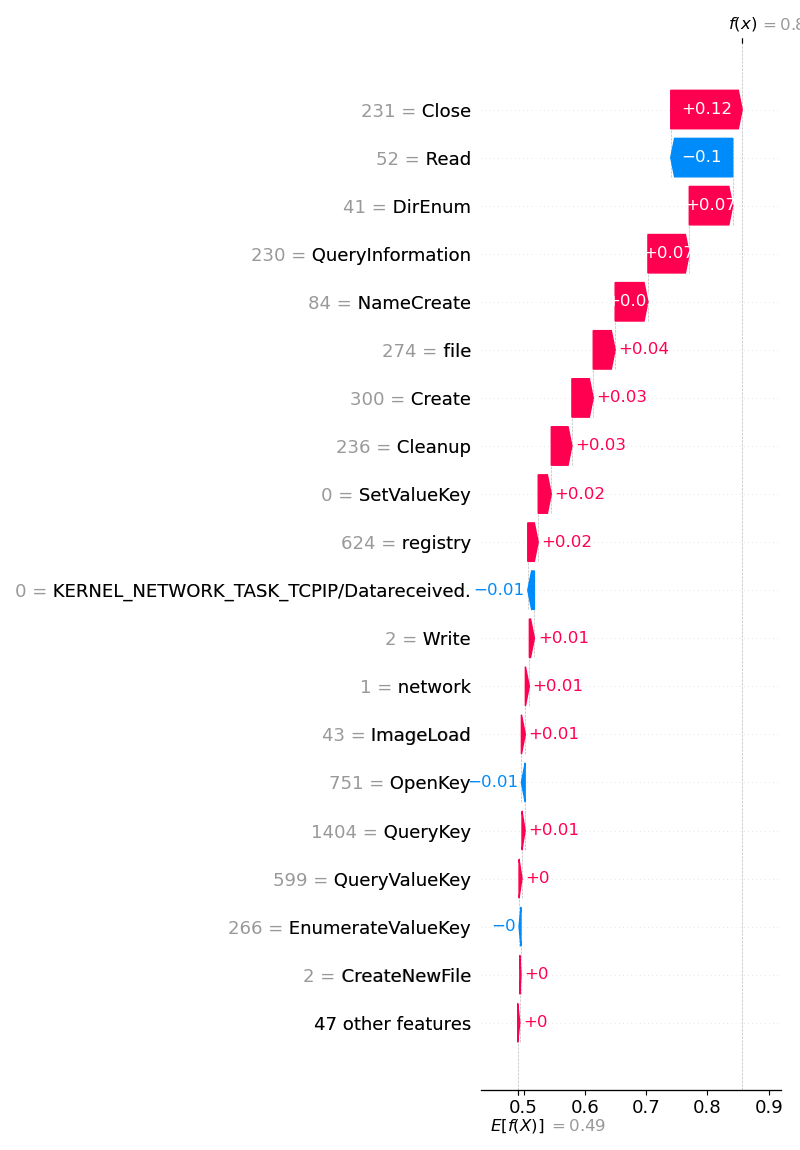 f(x) = 0.8
231 = Close +0.12
52 = Read −0.1
41 = DirEnum +0.07
230 = QueryInformation +0.07
84 = NameCreate
274 = file +0.04
300 = Create +0.03
236 = Cleanup +0.03
0 = SetValueKey +0.02
624 = registry +0.02
0 = KERNEL_NETWORK_TASK_TCPIP/Datareceived. −0.01
2 = Write +0.01
1 = network +0.01
43 = ImageLoad +0.01
751 = OpenKey −0.01
1404 = QueryKey +0.01
599 = QueryValueKey +0
266 = EnumerateValueKey −0
2 = CreateNewFile +0
47 other features +0
0.5 0.6 0.7 0.8 0.9
E[f(X)] = 0.49